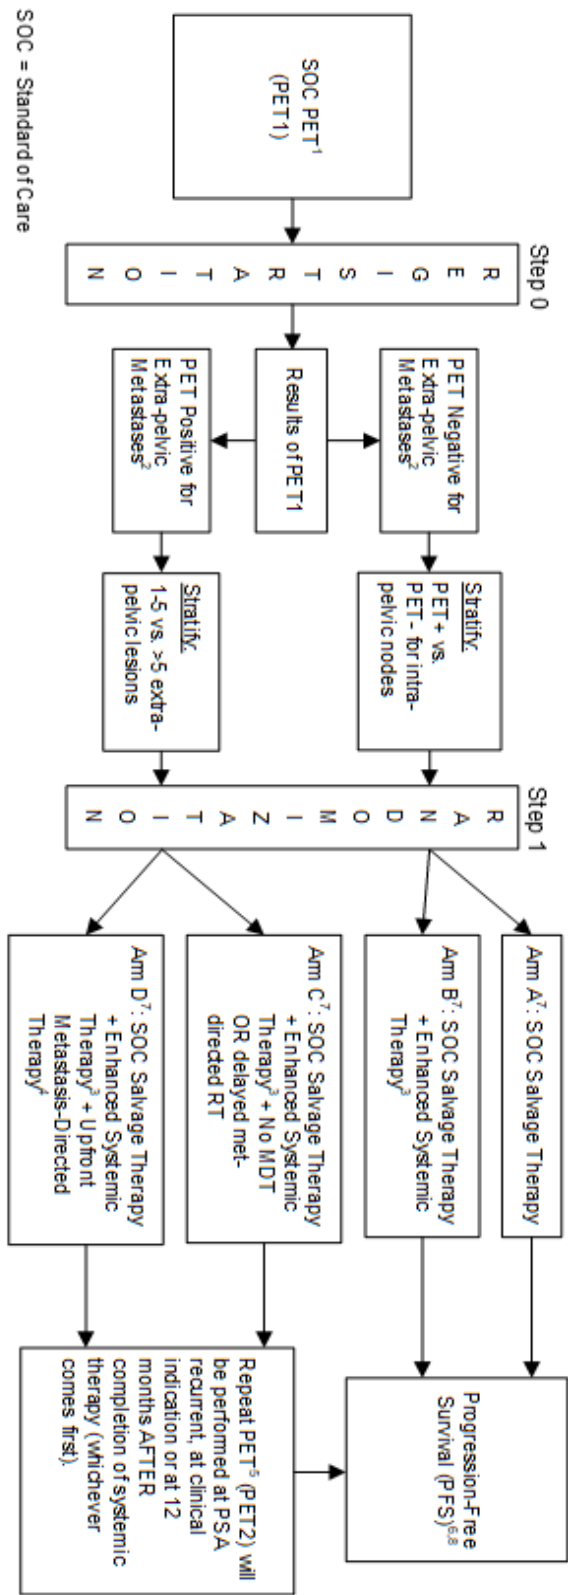 SOC PET¹
(PET1)
SOC = Standard of Care
Step 0
R E G I S T R A T I O N
PET Negative for
Extra-pelvic
Metastases²
Results of PET1
PET Positive for
Extra-pelvic
Metastases²
Stratify:
PET+ vs.
PET- for intra-
pelvic nodes
Stratify:
1-5 vs. >5 extra-
pelvic lesions
Step 1
R A N D O M I Z A T I O N
Arm A⁷: SOC Salvage Therapy
Arm B⁷: SOC Salvage Therapy
+ Enhanced Systemic
Therapy³
Arm C⁷: SOC Salvage Therapy
+ Enhanced Systemic
Therapy³ + No MDT
OR delayed met-
directed RT
Arm D⁷: SOC Salvage Therapy
+ Enhanced Systemic
Therapy³ + Upfront
Metastasis-Directed
Therapy⁴
Progression-Free
Survival (PFS)⁶,⁸
Repeat PET⁵ (PET2) will
be performed at PSA
recurrent, at clinical
indication or at 12
months AFTER
completion of systemic
therapy (whichever
comes first).